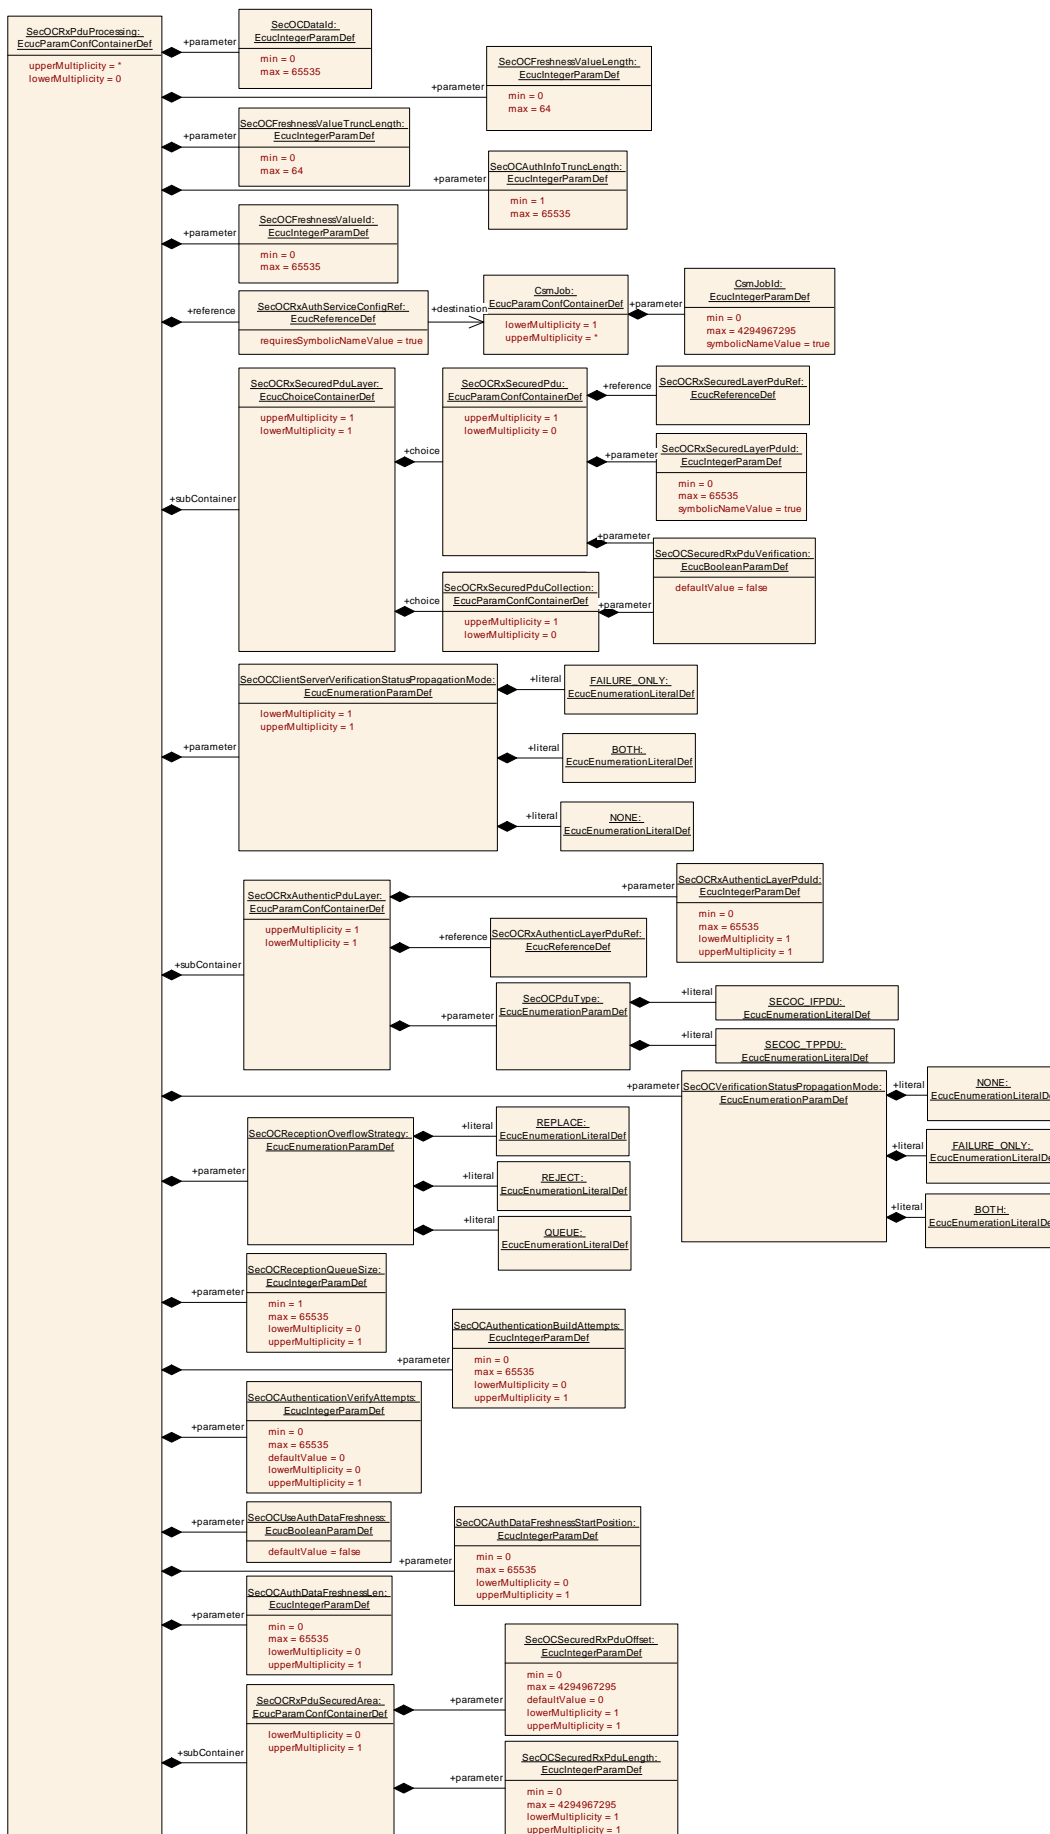 SecOCRxPduProcessing:
EcucParamConfContainerDef
upperMultiplicity = *
lowerMultiplicity = 0
+parameter
SecOCDataId:
EcucIntegerParamDef
min = 0
max = 65535
+parameter
SecOCFreshnessValueLength:
EcucIntegerParamDef
min = 0
max = 64
+parameter
SecOCFreshnessValueTruncLength:
EcucIntegerParamDef
min = 0
max = 64
+parameter
SecOCAuthInfoTruncLength:
EcucIntegerParamDef
min = 1
max = 65535
+parameter
SecOCFreshnessValueId:
EcucIntegerParamDef
min = 0
max = 65535
+reference
SecOCRxAuthServiceConfigRef:
EcucReferenceDef
requiresSymbolicNameValue = true
+destination
CsmJob:
EcucParamConfContainerDef
lowerMultiplicity = 1
upperMultiplicity = *
+parameter
CsmJobId:
EcucIntegerParamDef
min = 0
max = 4294967295
symbolicNameValue = true
+subContainer
SecOCRxSecuredPduLayer:
EcucChoiceContainerDef
upperMultiplicity = 1
lowerMultiplicity = 1
+choice
SecOCRxSecuredPdu:
EcucParamConfContainerDef
upperMultiplicity = 1
lowerMultiplicity = 0
+reference
SecOCRxSecuredLayerPduRef:
EcucReferenceDef
+parameter
SecOCRxSecuredLayerPduId:
EcucIntegerParamDef
min = 0
max = 65535
symbolicNameValue = true
+parameter
SecOCSecuredRxPduVerification:
EcucBooleanParamDef
defaultValue = false
+choice
SecOCRxSecuredPduCollection:
EcucParamConfContainerDef
upperMultiplicity = 1
lowerMultiplicity = 0
+parameter
+parameter
SecOCClientServerVerificationStatusPropagationMode:
EcucEnumerationParamDef
lowerMultiplicity = 1
upperMultiplicity = 1
+literal
FAILURE_ONLY:
EcucEnumerationLiteralDef
+literal
BOTH:
EcucEnumerationLiteralDef
+literal
NONE:
EcucEnumerationLiteralDef
+subContainer
SecOCRxAuthenticPduLayer:
EcucParamConfContainerDef
upperMultiplicity = 1
lowerMultiplicity = 1
+parameter
SecOCRxAuthenticLayerPduId:
EcucIntegerParamDef
min = 0
max = 65535
lowerMultiplicity = 1
upperMultiplicity = 1
+reference
SecOCRxAuthenticLayerPduRef:
EcucReferenceDef
+parameter
SecOCPduType:
EcucEnumerationParamDef
+literal
SECOC_IFPDU:
EcucEnumerationLiteralDef
+literal
SECOC_TPPDU:
EcucEnumerationLiteralDef
+parameter
SecOCVerificationStatusPropagationMode:
EcucEnumerationParamDef
+literal
NONE:
EcucEnumerationLiteralDe
+literal
FAILURE_ONLY:
EcucEnumerationLiteralDe
+literal
BOTH:
EcucEnumerationLiteralDe
+parameter
SecOCReceptionOverflowStrategy:
EcucEnumerationParamDef
+literal
REPLACE:
EcucEnumerationLiteralDef
+literal
REJECT:
EcucEnumerationLiteralDef
+literal
QUEUE:
EcucEnumerationLiteralDef
+parameter
SecOCReceptionQueueSize:
EcucIntegerParamDef
min = 1
max = 65535
lowerMultiplicity = 0
upperMultiplicity = 1
+parameter
SecOCAuthenticationBuildAttempts:
EcucIntegerParamDef
min = 0
max = 65535
lowerMultiplicity = 0
upperMultiplicity = 1
+parameter
SecOCAuthenticationVerifyAttempts:
EcucIntegerParamDef
min = 0
max = 65535
defaultValue = 0
lowerMultiplicity = 0
upperMultiplicity = 1
+parameter
SecOCUseAuthDataFreshness:
EcucBooleanParamDef
defaultValue = false
+parameter
SecOCAuthDataFreshnessStartPosition:
EcucIntegerParamDef
min = 0
max = 65535
lowerMultiplicity = 0
upperMultiplicity = 1
+parameter
SecOCAuthDataFreshnessLen:
EcucIntegerParamDef
min = 0
max = 65535
lowerMultiplicity = 0
upperMultiplicity = 1
+subContainer
SecOCRxPduSecuredArea:
EcucParamConfContainerDef
lowerMultiplicity = 0
upperMultiplicity = 1
+parameter
SecOCSecuredRxPduOffset:
EcucIntegerParamDef
min = 0
max = 4294967295
defaultValue = 0
lowerMultiplicity = 1
upperMultiplicity = 1
+parameter
SecOCSecuredRxPduLength:
EcucIntegerParamDef
min = 0
max = 4294967295
lowerMultiplicity = 1
upperMultiplicity = 1